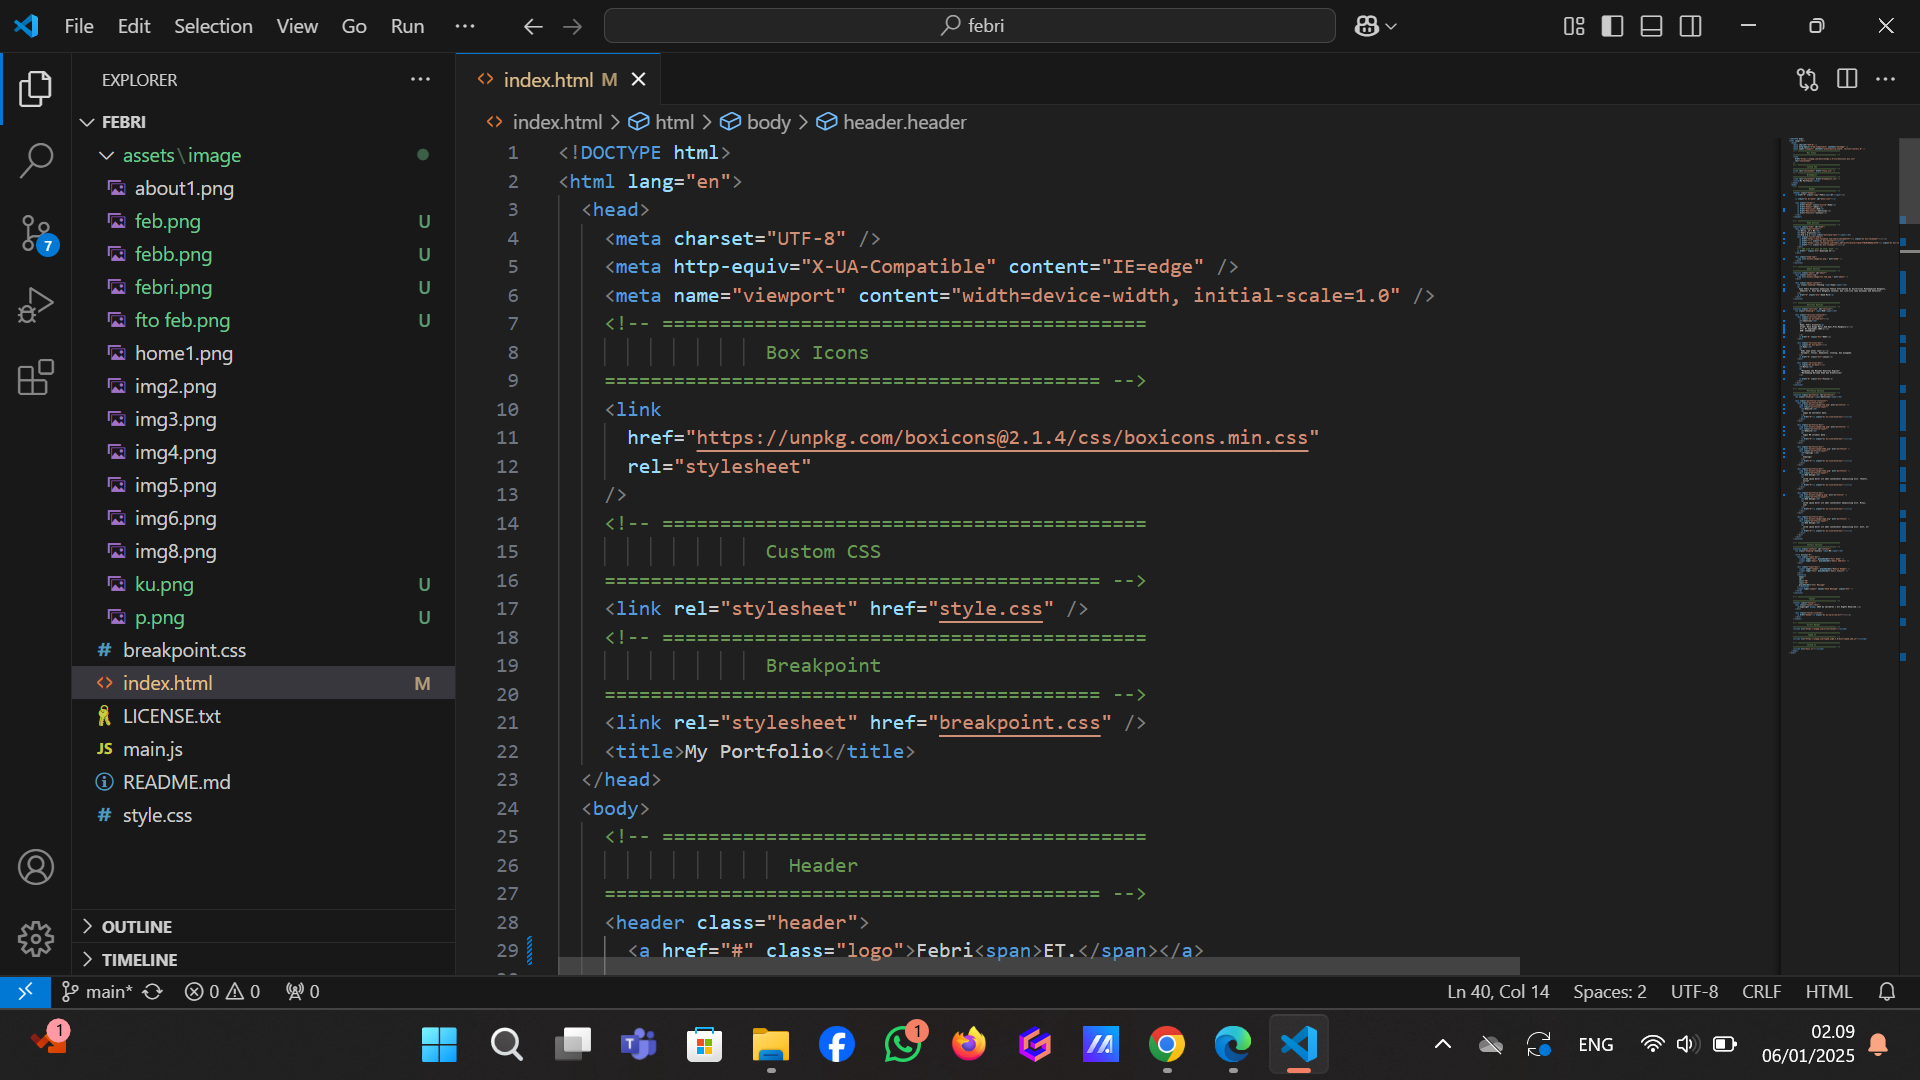 File Edit Selection View Go Run ··· febri
EXPLORER ···
FEBRI
assets\image
about1.png
feb.png U
febb.png U
febri.png U
fto feb.png U
home1.png
img2.png
img3.png
img4.png
img5.png
img6.png
img8.png
ku.png U
p.png U
# breakpoint.css
<> index.html M
LICENSE.txt
JS main.js
README.md
# style.css
OUTLINE
TIMELINE
7
<> index.html M
<> index.html > html > body > header.header
1 <!DOCTYPE html>
2 <html lang="en">
3 <head>
4 <meta charset="UTF-8" />
5 <meta http-equiv="X-UA-Compatible" content="IE=edge" />
6 <meta name="viewport" content="width=device-width, initial-scale=1.0" />
7 <!-- ==========================================
8 Box Icons
9 =========================================== -->
10 <link
11 href="https://unpkg.com/boxicons@2.1.4/css/boxicons.min.css"
12 rel="stylesheet"
13 />
14 <!-- ==========================================
15 Custom CSS
16 =========================================== -->
17 <link rel="stylesheet" href="style.css" />
18 <!-- ==========================================
19 Breakpoint
20 =========================================== -->
21 <link rel="stylesheet" href="breakpoint.css" />
22 <title>My Portfolio</title>
23 </head>
24 <body>
25 <!-- ==========================================
26 Header
27 =========================================== -->
28 <header class="header">
29 <a href="#" class="logo">Febri<span>ET.</span></a>
main* 0 0 0 Ln 40, Col 14 Spaces: 2 UTF-8 CRLF HTML
1 1 ENG 02.09
06/01/2025